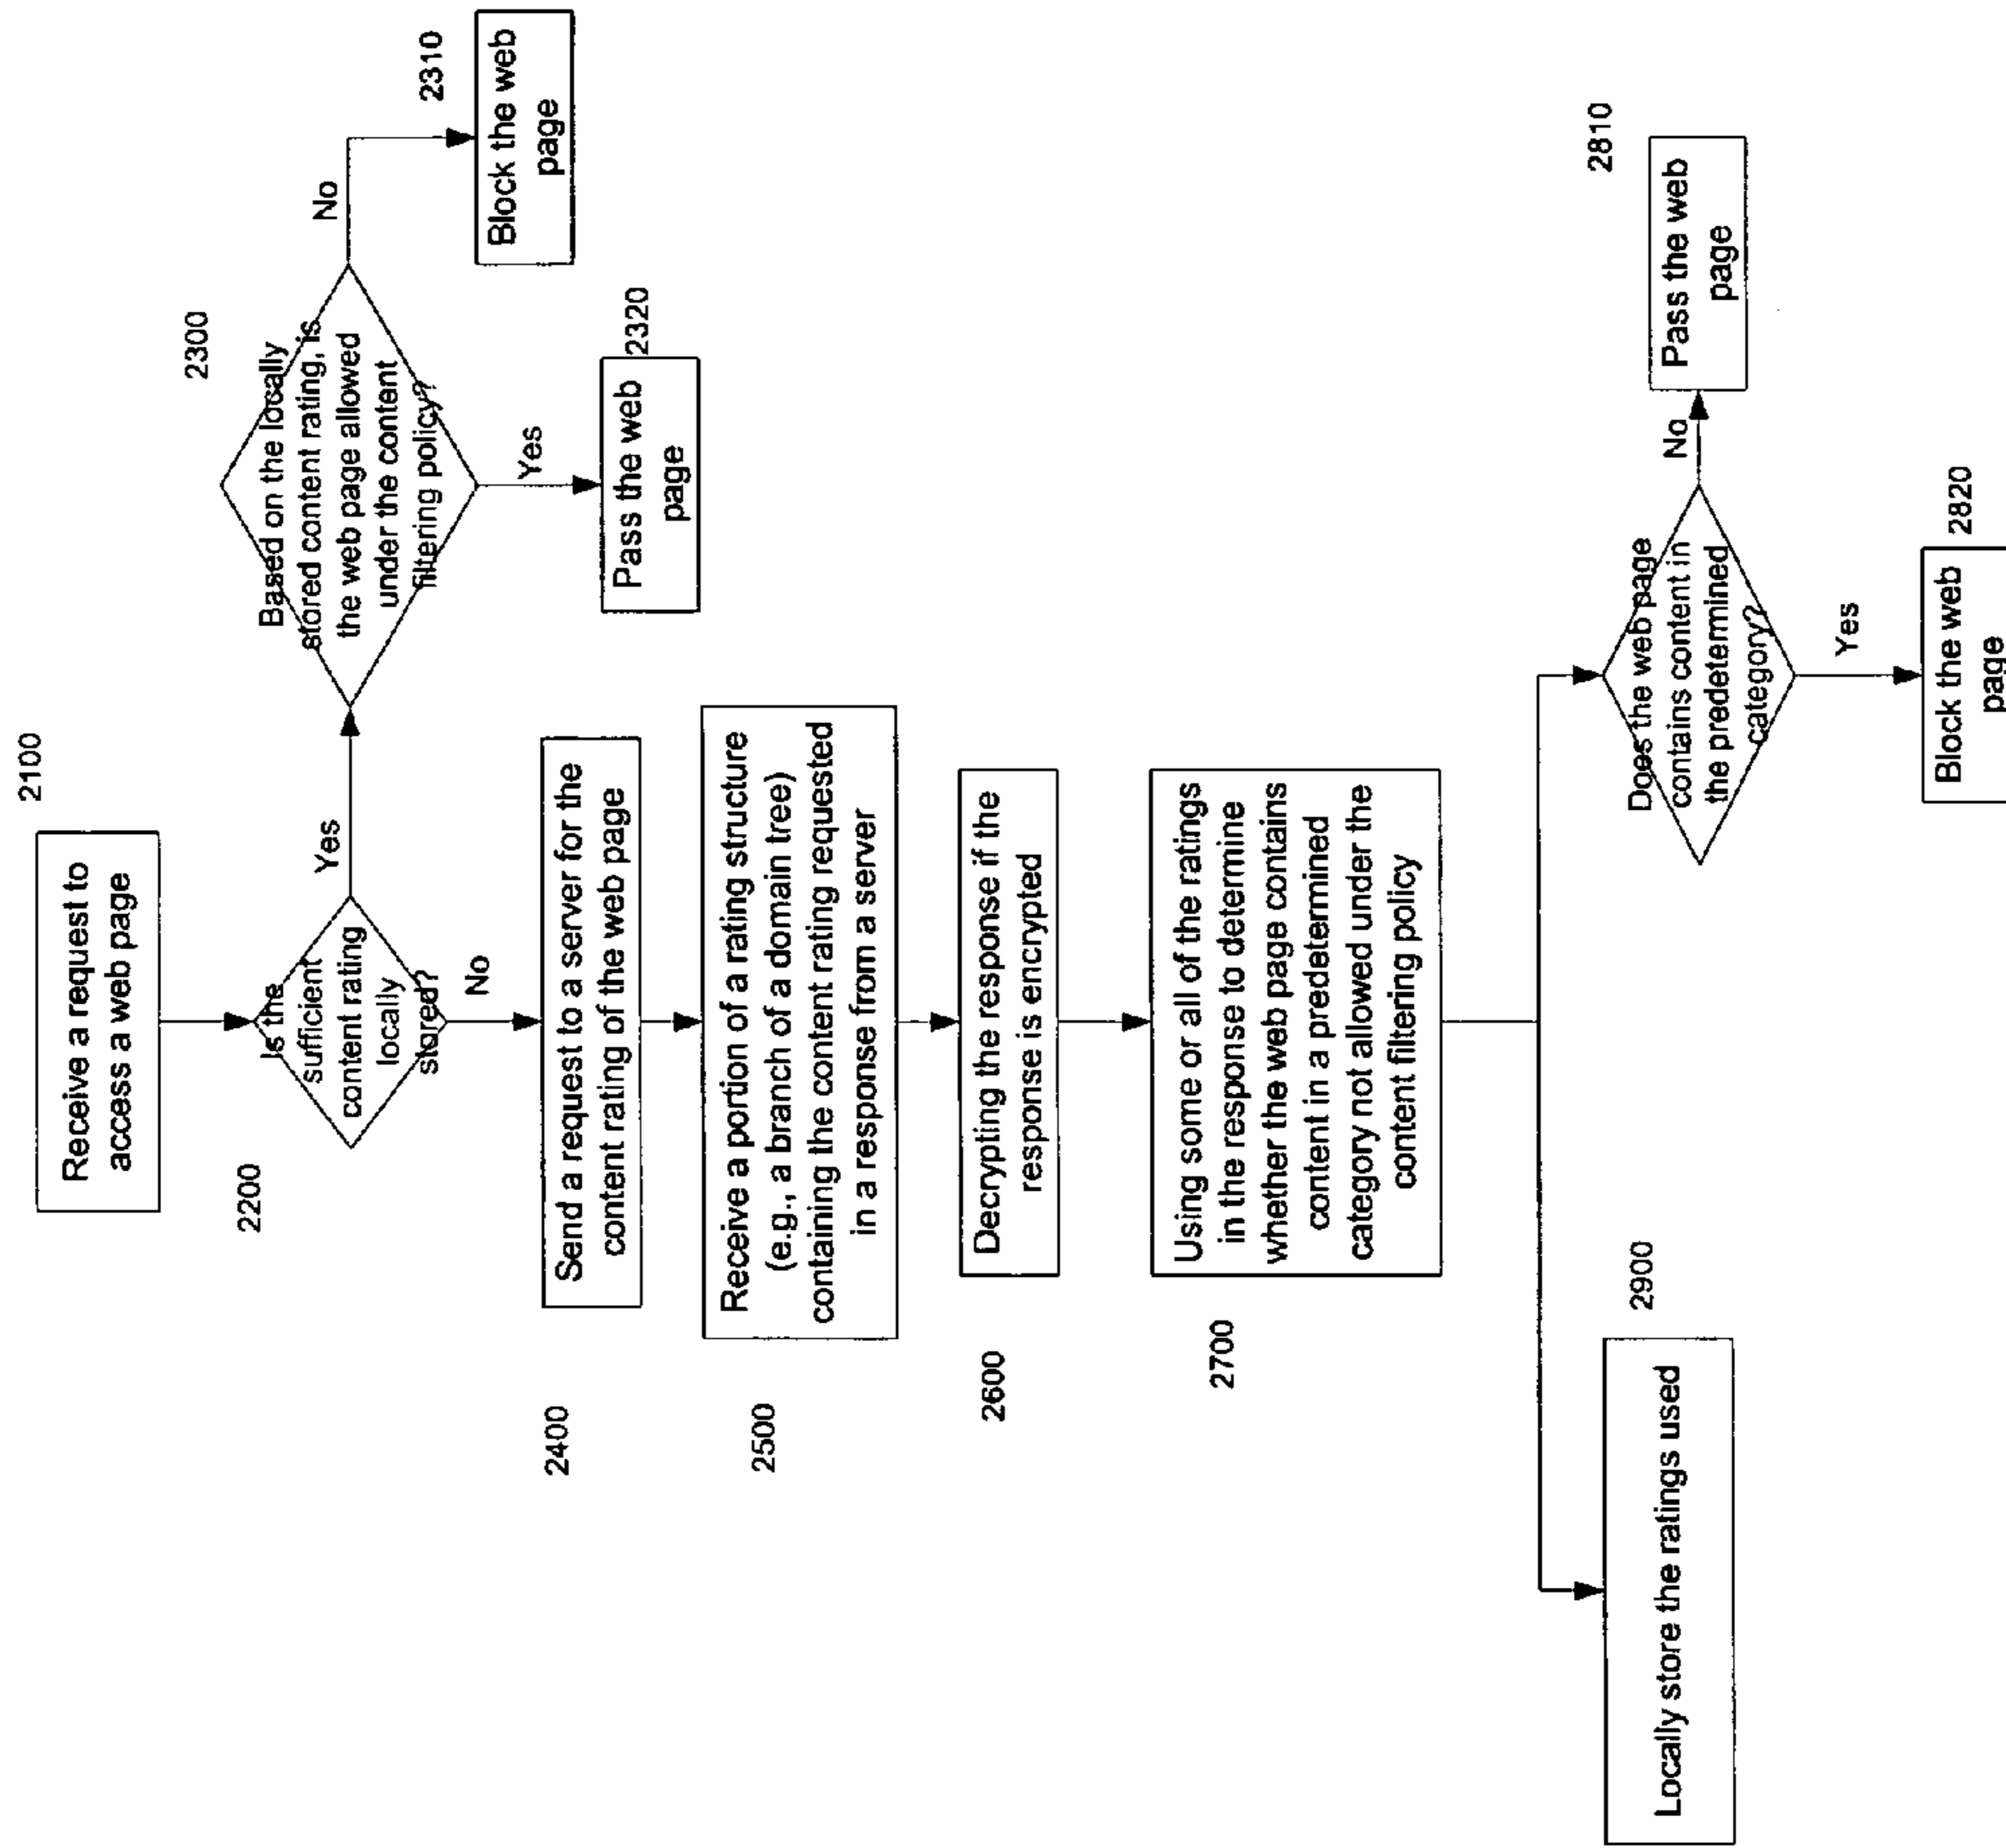 2100
Receive a request to
access a web page
2200
Is the
sufficient
content rating
locally
stored?
Yes
No
2300
Based on the locally
stored content rating, is
the web page allowed
under the content
filtering policy?
No
2310
Block the web
page
Yes
2320
Pass the web
page
2400
Send a request to a server for the
content rating of the web page
2500
Receive a portion of a rating structure
(e.g., a branch of a domain tree)
containing the content rating requested
in a response from a server
2600
Decrypting the response if the
response is encrypted
2700
Using some or all of the ratings
in the response to determine
whether the web page contains
content in a predetermined
category not allowed under the
content filtering policy
2900
Locally store the ratings used
Does the web page
contains content in
the predetermined
category?
No
2810
Pass the web
page
Yes
2820
Block the web
page